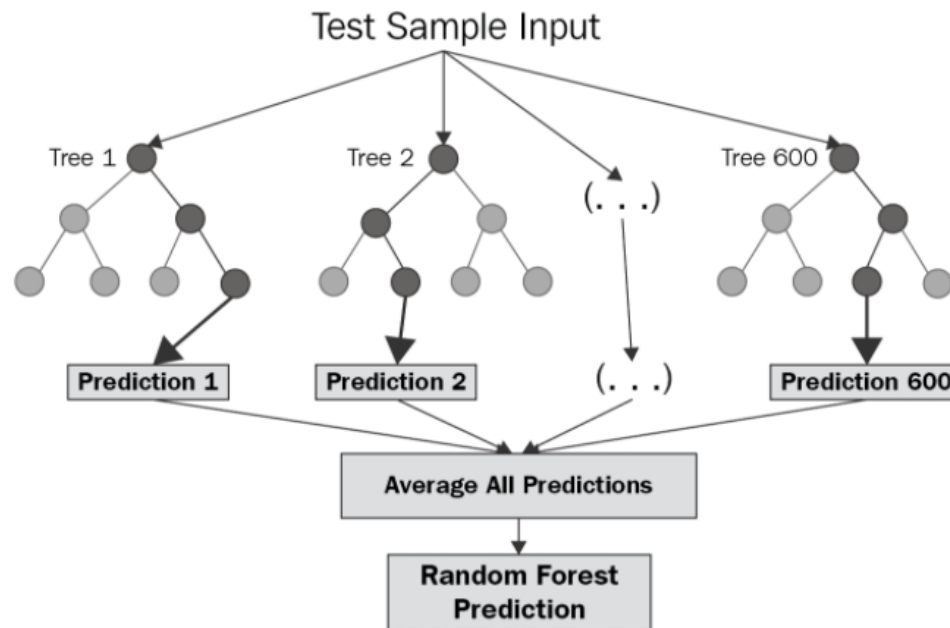 Test Sample Input
Tree 1
Tree 2
Tree 600
(. . .)
Prediction 1
Prediction 2
(. . .)
Prediction 600
Average All Predictions
Random Forest
Prediction